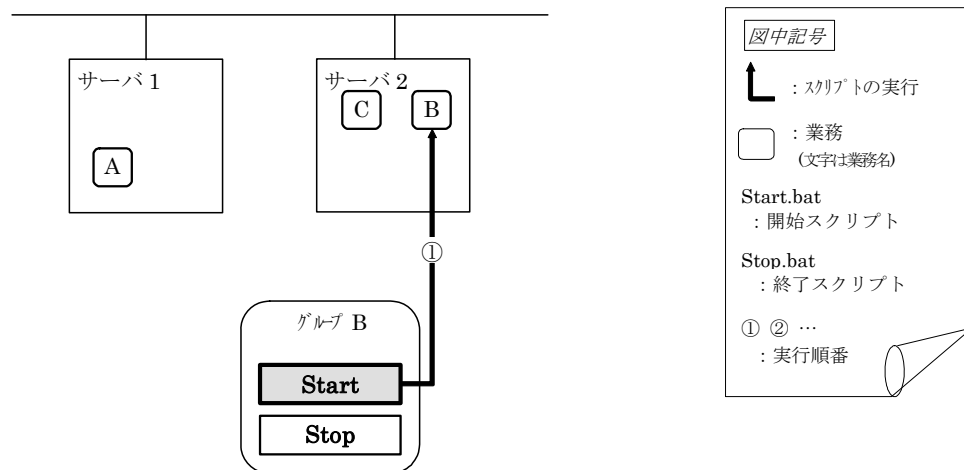 サーバ 1
A
サーバ 2
C
B
①
グループ B
Start
Stop
図中記号
：スクリプトの実行
：業務
(文字は業務名)
Start.bat
：開始スクリプト
Stop.bat
：終了スクリプト
① ② …
：実行順番